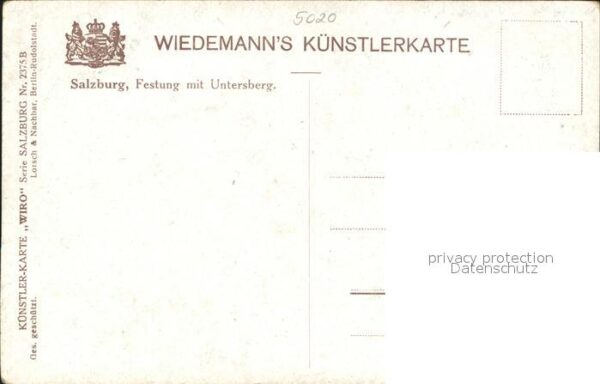 5020
WIEDEMANN'S KÜNSTLERKARTE
Salzburg, Festung mit Untersberg.
KÜNSTLER-KARTE „WIRO" Serie SALZBURG Nr. 2375 B
Ges. geschützt. Lorsch & Nachbar, Berlin-Rudolstadt.
privacy protection
Datenschutz